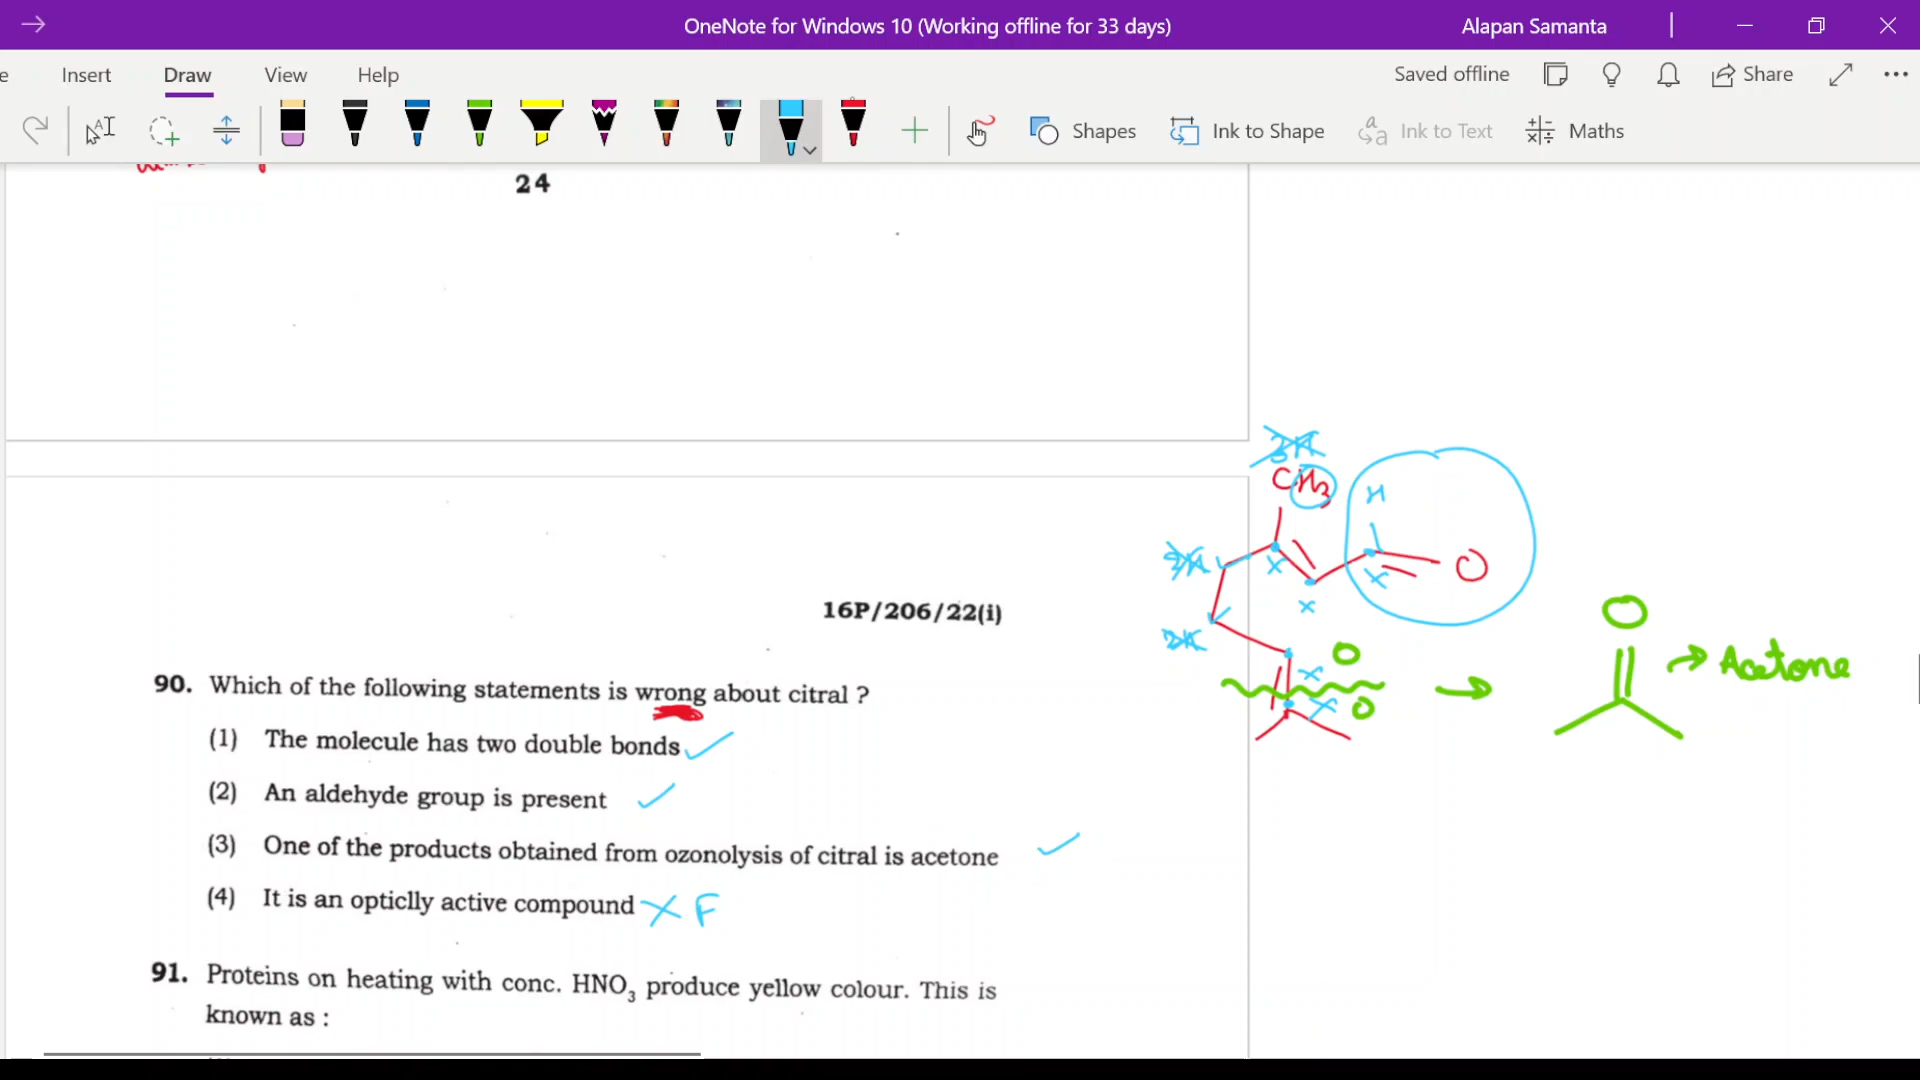 OneNote for Windows 10 (Working offline for 33 days)
Alapan Samanta
e Insert Draw View Help
Saved offline
Share
Shapes
Ink to Shape
Ink to Text
Maths
24
3H
CH3
H
2H
x
x
O
x
2H
O
x
x
O
O
→ Acetone
16P/206/22(i)
90. Which of the following statements is wrong about citral ?
(1) The molecule has two double bonds
(2) An aldehyde group is present
(3) One of the products obtained from ozonolysis of citral is acetone
(4) It is an opticlly active compound X F
91. Proteins on heating with conc. HNO₃ produce yellow colour. This is
known as :